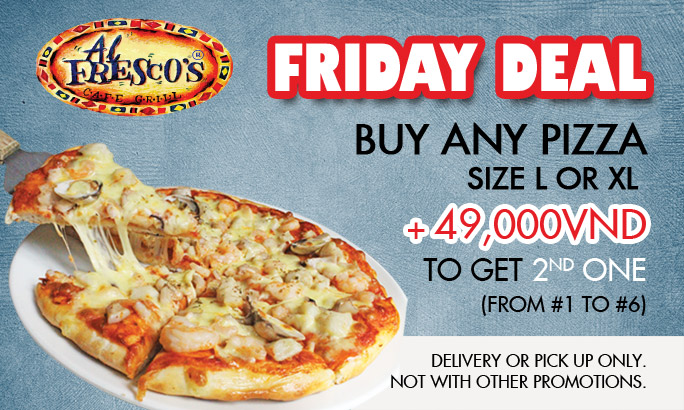 AL
FRESCO'S®
CAFE GRILL
FRIDAY DEAL
BUY ANY PIZZA
SIZE L OR XL
+49,000VND
TO GET 2ND ONE
(FROM #1 TO #6)
DELIVERY OR PICK UP ONLY.
NOT WITH OTHER PROMOTIONS.